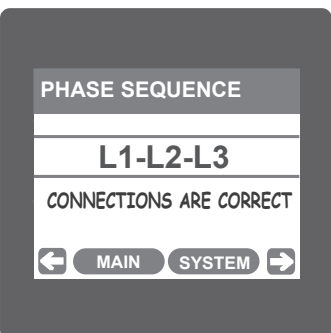 PHASE SEQUENCE
L1-L2-L3
CONNECTIONS ARE CORRECT
MAIN SYSTEM